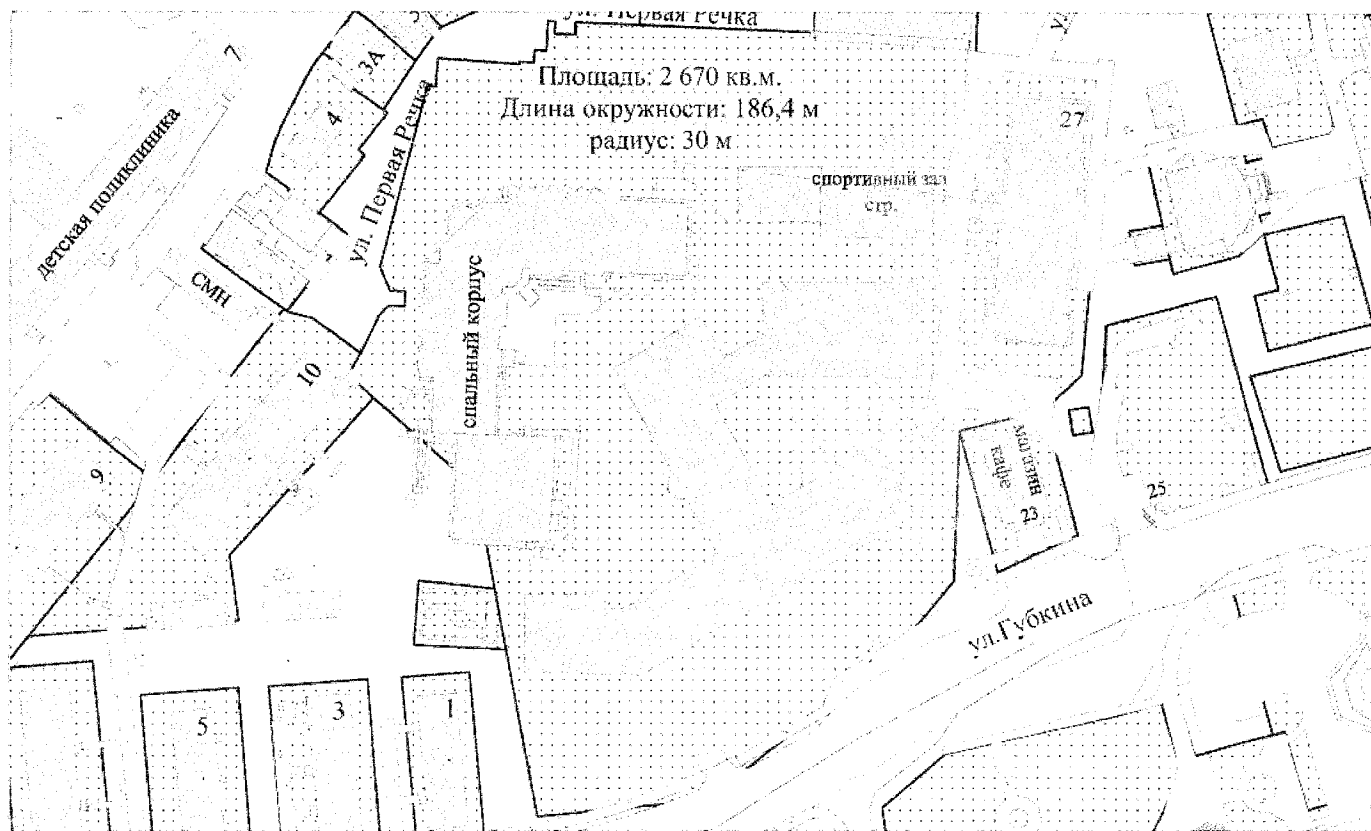 ул. Первая Речка
7
3А
Площадь: 2 670 кв.м.
Длина окружности: 186,4 м
радиус: 30 м
4
ул. Первая Речка
27
детская поликлиника
спортивный зал
стр.
СМН
спальный корпус
10
9
магазин
кафе
23
25
ул.Губкина
1
5
3
1